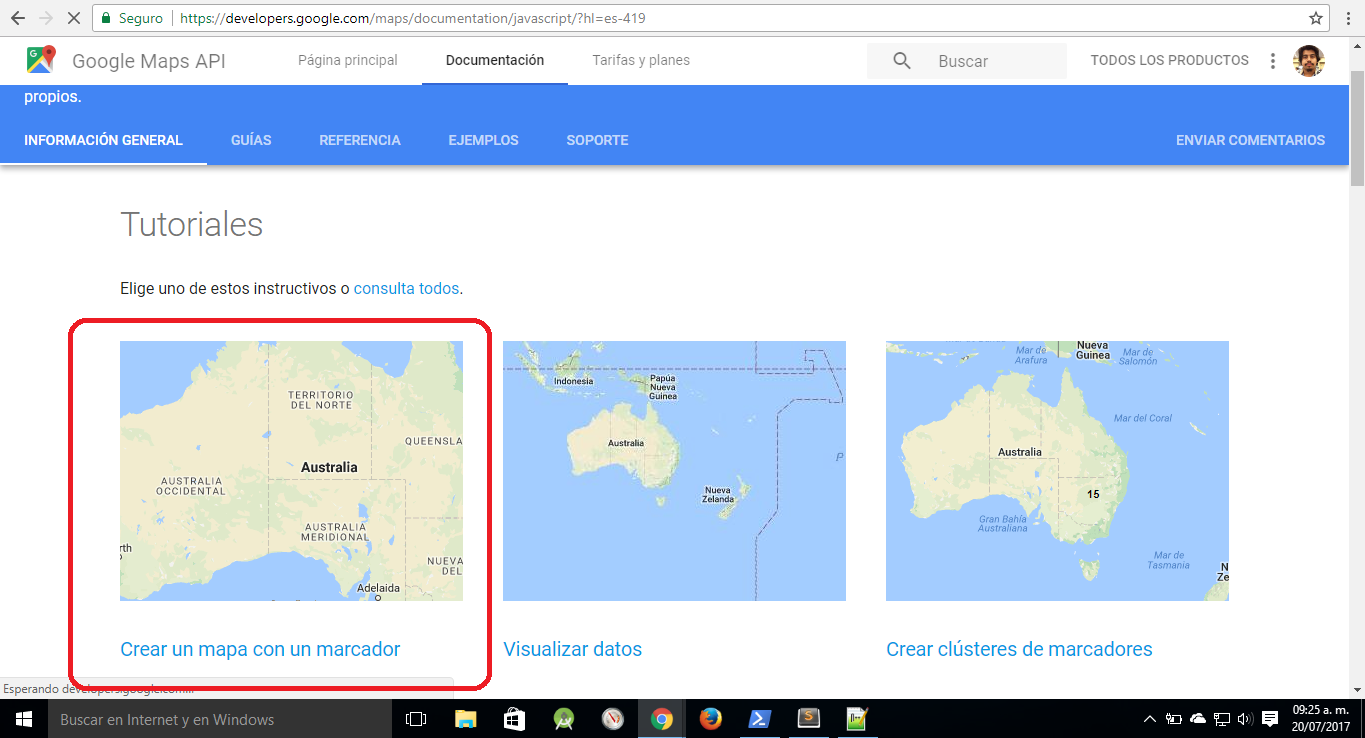 Seguro https://developers.google.com/maps/documentation/javascript/?hl=es-419
Google Maps API Página principal Documentación Tarifas y planes Buscar TODOS LOS PRODUCTOS
propios.
INFORMACIÓN GENERAL GUÍAS REFERENCIA EJEMPLOS SOPORTE ENVIAR COMENTARIOS
Tutoriales
Elige uno de estos instructivos o consulta todos.
TERRITORIO
DEL NORTE
QUEENSLA
Australia
AUSTRALIA
OCCIDENTAL
AUSTRALIA
MERIDIONAL
rth
NUEVA
DEL
Adelaida
Indonesia
Papúa
Nueva
Guinea
Australia
P
Nueva
Zelanda
Nueva
Guinea
Mar de
Arafura
Mar de
Salomón
Mar del Coral
Australia
15
Gran Bahía
Australiana
Mar de
Tasmania
N
Ze
Crear un mapa con un marcador
Visualizar datos
Crear clústeres de marcadores
Esperando developers.google.com...
Buscar en Internet y en Windows
09:25 a. m.
20/07/2017